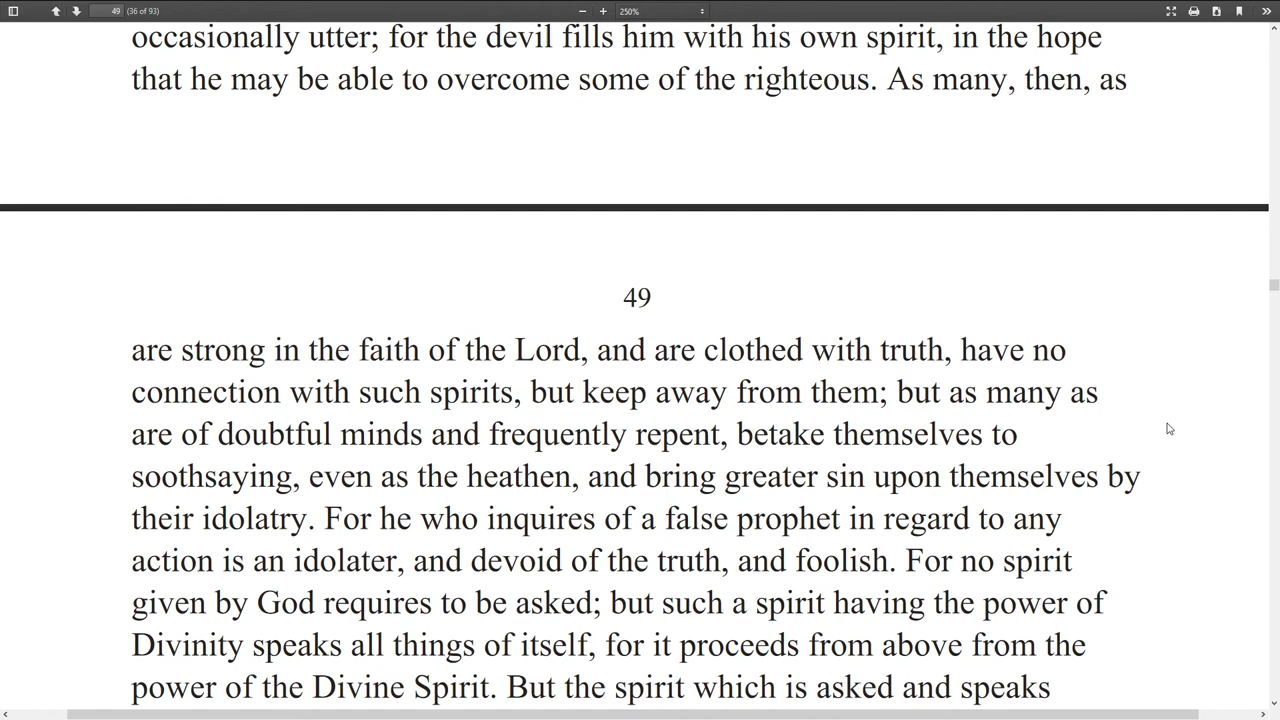 49 (36 of 93) 250%
occasionally utter; for the devil fills him with his own spirit, in the hope
that he may be able to overcome some of the righteous. As many, then, as
49
are strong in the faith of the Lord, and are clothed with truth, have no
connection with such spirits, but keep away from them; but as many as
are of doubtful minds and frequently repent, betake themselves to
soothsaying, even as the heathen, and bring greater sin upon themselves by
their idolatry. For he who inquires of a false prophet in regard to any
action is an idolater, and devoid of the truth, and foolish. For no spirit
given by God requires to be asked; but such a spirit having the power of
Divinity speaks all things of itself, for it proceeds from above from the
power of the Divine Spirit. But the spirit which is asked and speaks